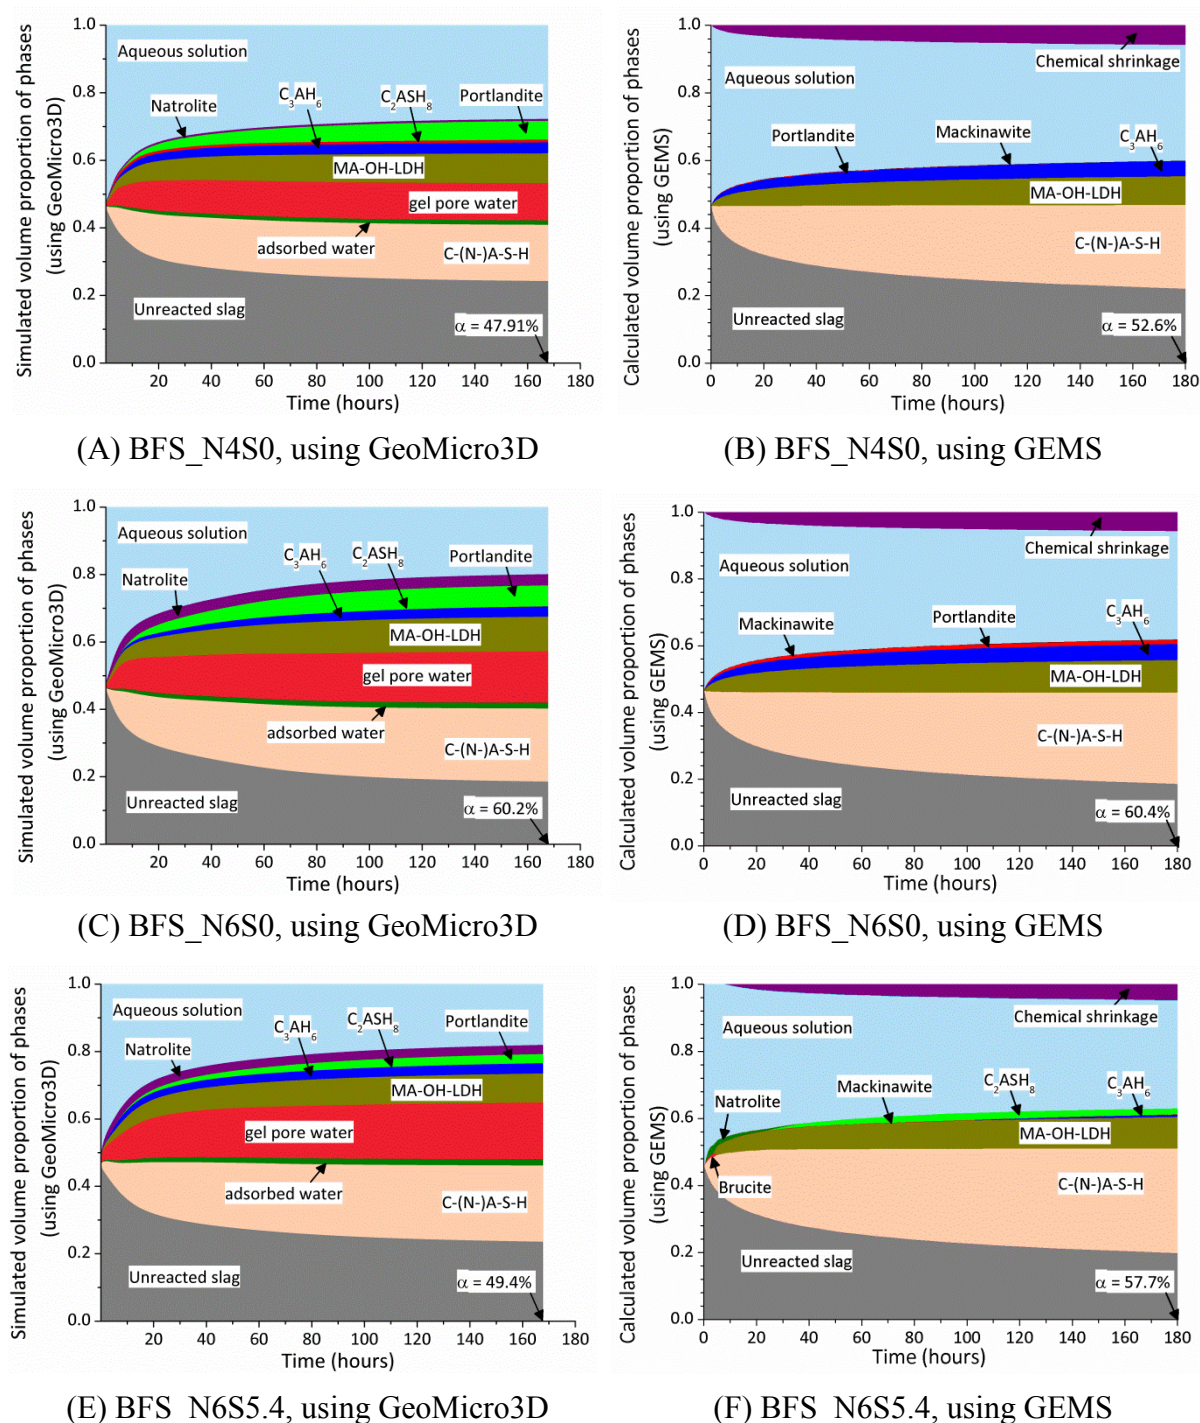 Simulated volume proportion of phases
(using GeoMicro3D)
1.0
0.8
0.6
0.4
0.2
0.0
Aqueous solution
Natrolite
C3AH6
C2ASH8
Portlandite
MA-OH-LDH
gel pore water
adsorbed water
C-(N-)A-S-H
Unreacted slag
α = 47.91%
20 40 60 80 100 120 140 160 180
Time (hours)
(A) BFS_N4S0, using GeoMicro3D
Calculated volume proportion of phases
(using GEMS)
1.0
0.8
0.6
0.4
0.2
0.0
Chemical shrinkage
Aqueous solution
Portlandite
Mackinawite
C3AH6
MA-OH-LDH
C-(N-)A-S-H
Unreacted slag
α = 52.6%
0 20 40 60 80 100 120 140 160 180
Time (hours)
(B) BFS_N4S0, using GEMS
Simulated volume proportion of phases
(using GeoMicro3D)
1.0
0.8
0.6
0.4
0.2
0.0
Aqueous solution
Natrolite
C3AH6
C2ASH8
Portlandite
MA-OH-LDH
gel pore water
adsorbed water
C-(N-)A-S-H
Unreacted slag
α = 60.2%
20 40 60 80 100 120 140 160 180
Time (hours)
(C) BFS_N6S0, using GeoMicro3D
Calculated volume proportion of phases
(using GEMS)
1.0
0.8
0.6
0.4
0.2
0.0
Chemical shrinkage
Aqueous solution
Mackinawite
Portlandite
C3AH6
MA-OH-LDH
C-(N-)A-S-H
Unreacted slag
α = 60.4%
0 20 40 60 80 100 120 140 160 180
Time (hours)
(D) BFS_N6S0, using GEMS
Simulated volume proportion of phases
(using GeoMicro3D)
1.0
0.8
0.6
0.4
0.2
0.0
Aqueous solution
Natrolite
C3AH6
C2ASH8
Portlandite
MA-OH-LDH
gel pore water
adsorbed water
C-(N-)A-S-H
Unreacted slag
α = 49.4%
20 40 60 80 100 120 140 160 180
Time (hours)
(E) BFS_N6S5.4, using GeoMicro3D
Calculated volume proportion of phases
(using GEMS)
1.0
0.8
0.6
0.4
0.2
0.0
Chemical shrinkage
Aqueous solution
Natrolite
Mackinawite
C2ASH8
C3AH6
MA-OH-LDH
Brucite
C-(N-)A-S-H
Unreacted slag
α = 57.7%
0 20 40 60 80 100 120 140 160 180
Time (hours)
(F) BFS_N6S5.4, using GEMS